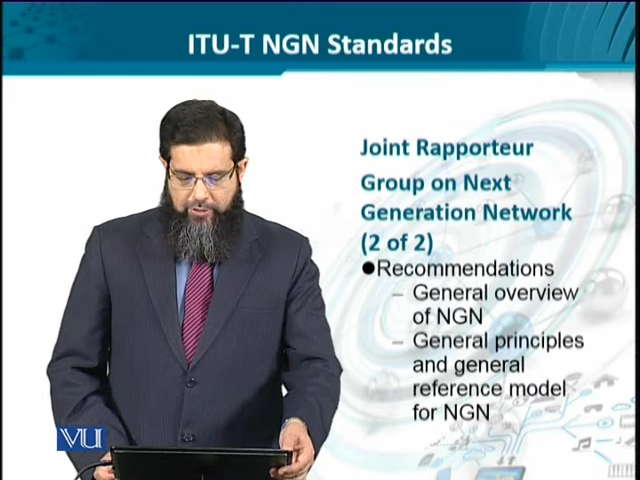 ITU-T NGN Standards
Joint Rapporteur
Group on Next
Generation Network
(2 of 2)
●Recommendations
– General overview
of NGN
– General principles
and general
reference model
for NGN
VU